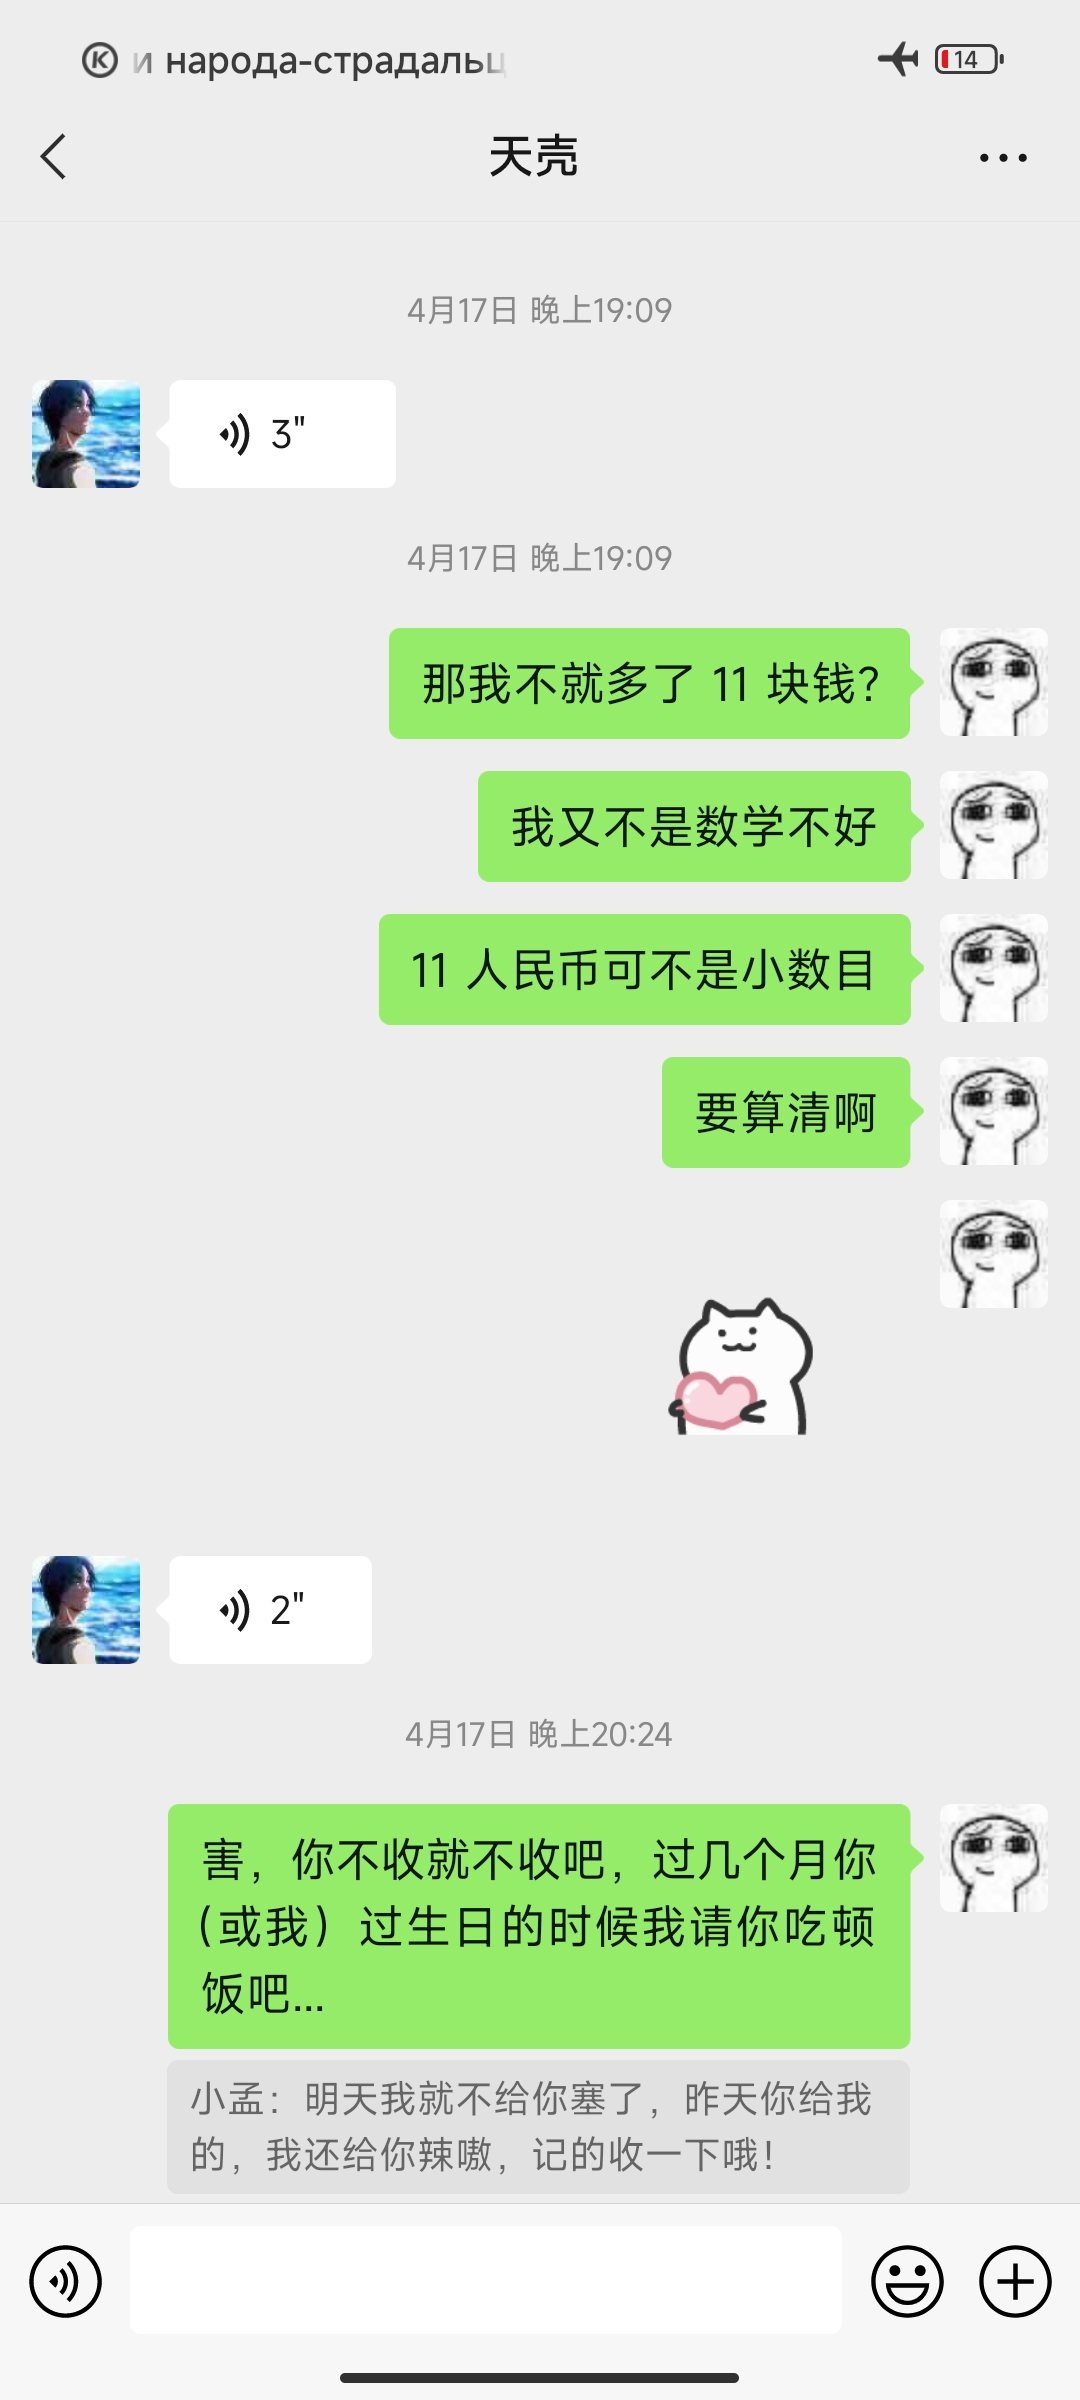 и народа-страдальц
14
天壳
4月17日 晚上19:09
3"
4月17日 晚上19:09
那我不就多了 11 块钱?
我又不是数学不好
11 人民币可不是小数目
要算清啊
2"
4月17日 晚上20:24
害，你不收就不收吧，过几个月你
（或我）过生日的时候我请你吃顿
饭吧...
小孟：明天我就不给你塞了，昨天你给我
的，我还给你辣嗷，记的收一下哦！